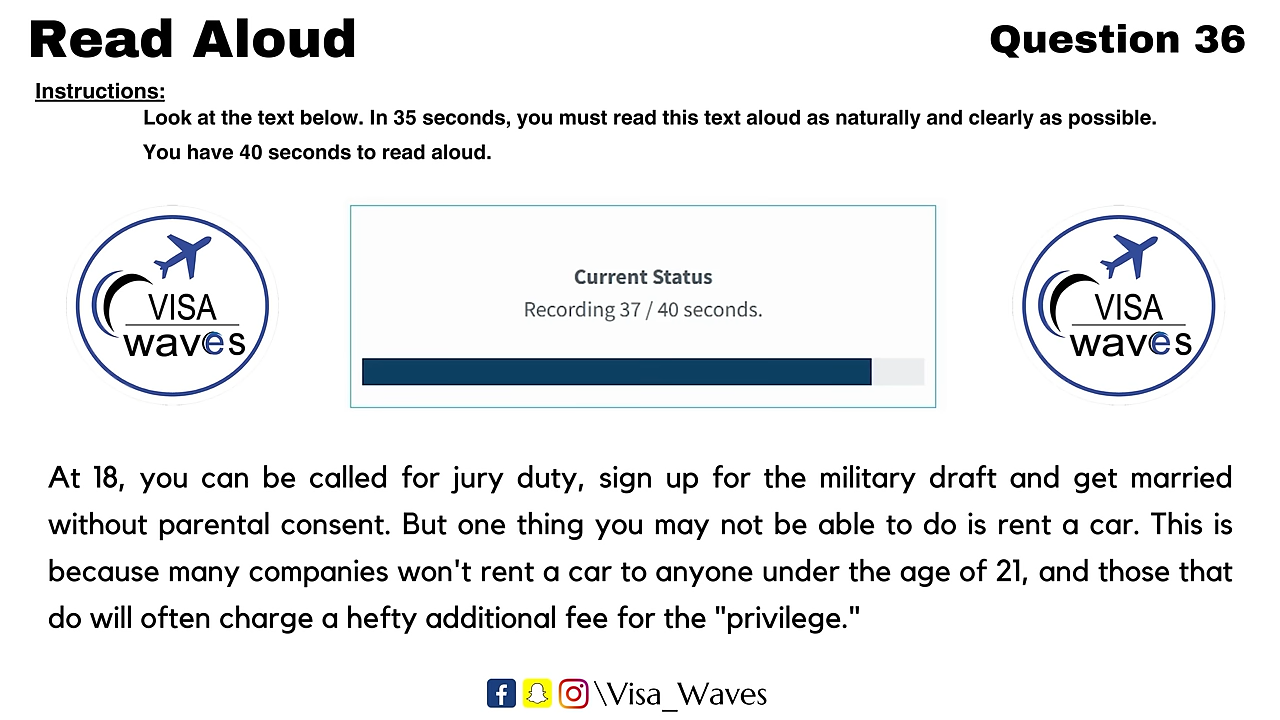 Read Aloud
Question 36
Instructions:
Look at the text below. In 35 seconds, you must read this text aloud as naturally and clearly as possible.
You have 40 seconds to read aloud.
VISA
waves
Current Status
Recording 37 / 40 seconds.
VISA
waves
At 18, you can be called for jury duty, sign up for the military draft and get married
without parental consent. But one thing you may not be able to do is rent a car. This is
because many companies won't rent a car to anyone under the age of 21, and those that
do will often charge a hefty additional fee for the "privilege."
\Visa_Waves